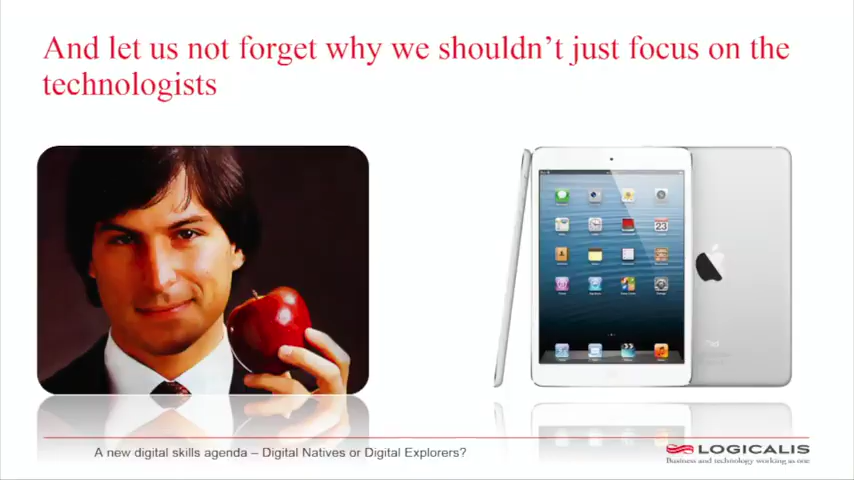 And let us not forget why we shouldn't just focus on the
technologists
23
A new digital skills agenda – Digital Natives or Digital Explorers?
LOGICALIS
Business and technology working as one